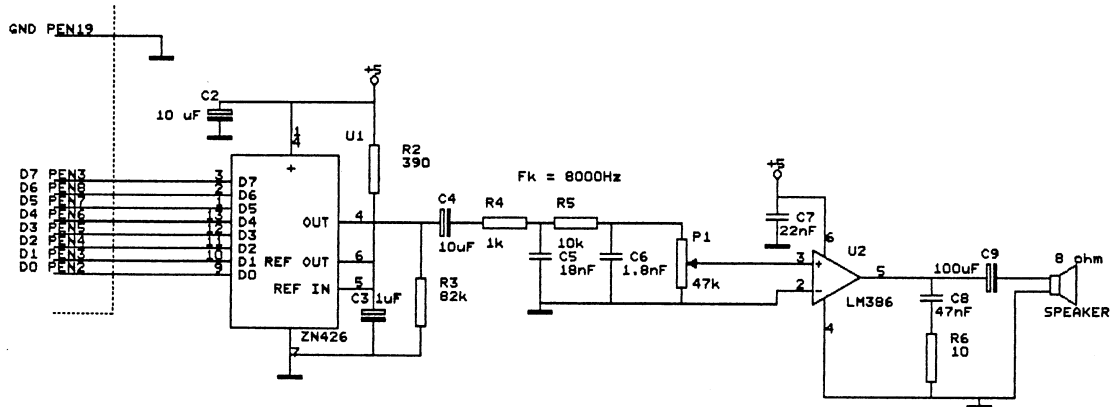 GND PEN19
+5
C2
10 uF
14
U1
R2
390
+
D7 PEN3
D6 PEN8
D5 PEN7
D4 PEN6
D3 PEN5
D2 PEN4
D1 PEN3
D0 PEN2
3
2
1
13
12
11
10
9
D7
D6
D5
D4
D3
D2
D1
D0
OUT
REF OUT
REF IN
4
6
5
7
ZN426
C3
1uF
R3
82k
C4
10uF
R4
1k
Fk = 8000Hz
R5
10k
C5
18nF
C6
1.8nF
P1
47k
+5
C7
22nF
6
U2
3
+
2
-
5
LM386
4
100uF
C9
C8
47nF
R6
10
8 ohm
SPEAKER